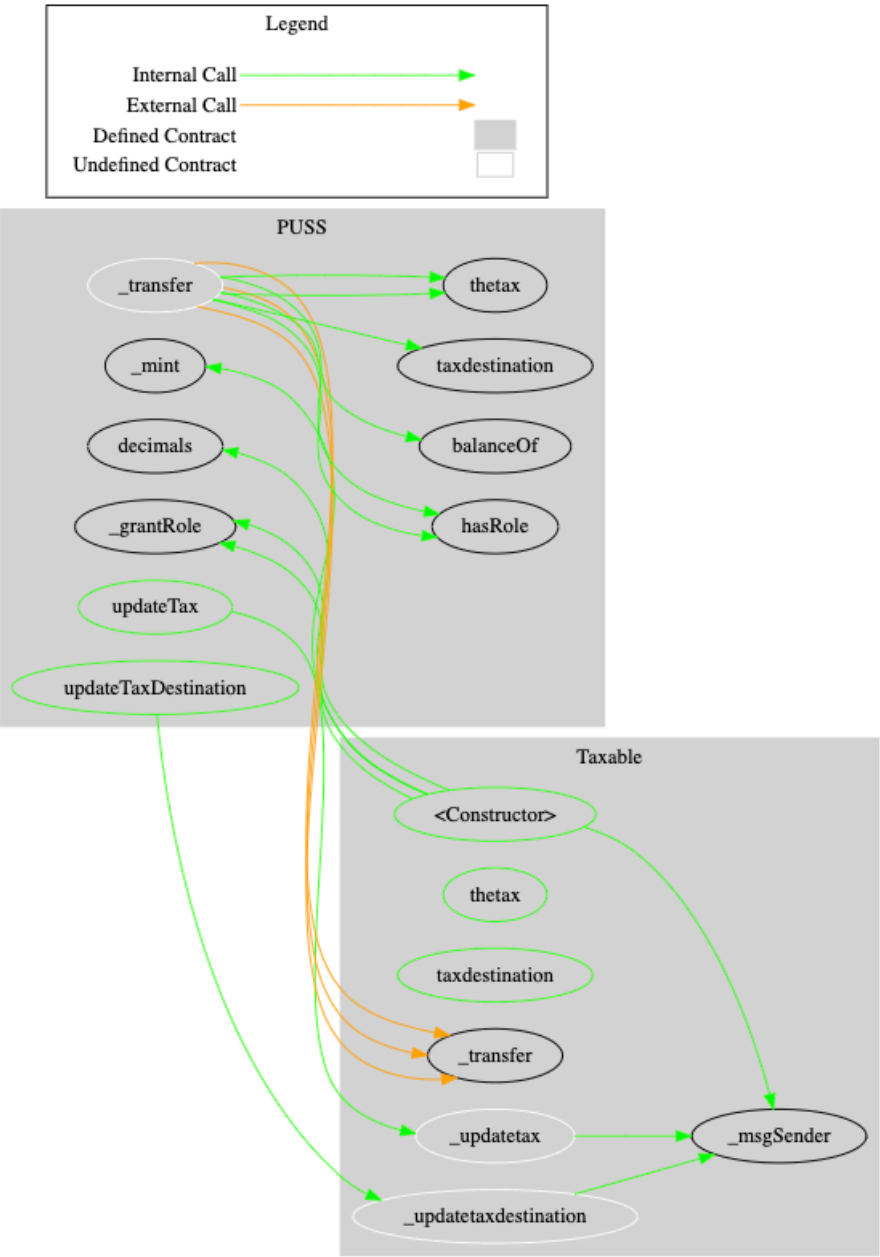 Legend
Internal Call
External Call
Defined Contract
Undefined Contract
PUSS
_transfer
thetax
_mint
taxdestination
decimals
balanceOf
_grantRole
hasRole
updateTax
updateTaxDestination
Taxable
<Constructor>
thetax
taxdestination
_transfer
_updatetax
_msgSender
_updatetaxdestination